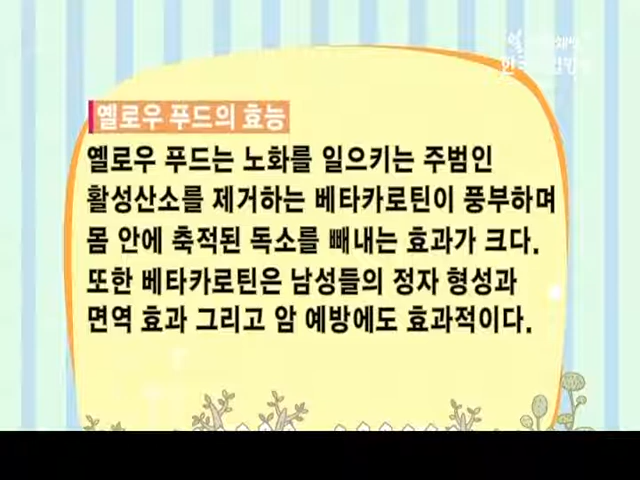 옐로우 푸드의 효능
옐로우 푸드는 노화를 일으키는 주범인
활성산소를 제거하는 베타카로틴이 풍부하며
몸 안에 축적된 독소를 빼내는 효과가 크다.
또한 베타카로틴은 남성들의 정자 형성과
면역 효과 그리고 암 예방에도 효과적이다.